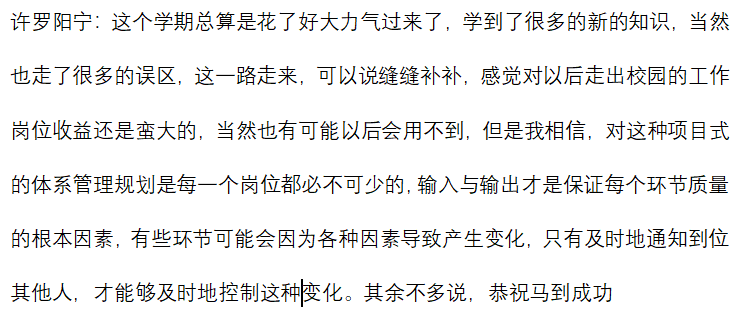 许罗阳宁：这个学期总算是花了好大力气过来了，学到了很多的新的知识，当然
也走了很多的误区，这一路走来，可以说缝缝补补，感觉对以后走出校园的工作
岗位收益还是蛮大的，当然也有可能以后会用不到，但是我相信，对这种项目式
的体系管理规划是每一个岗位都必不可少的,输入与输出才是保证每个环节质量
的根本因素，有些环节可能会因为各种因素导致产生变化，只有及时地通知到位
其他人，才能够及时地控制这种变化。其余不多说，恭祝马到成功